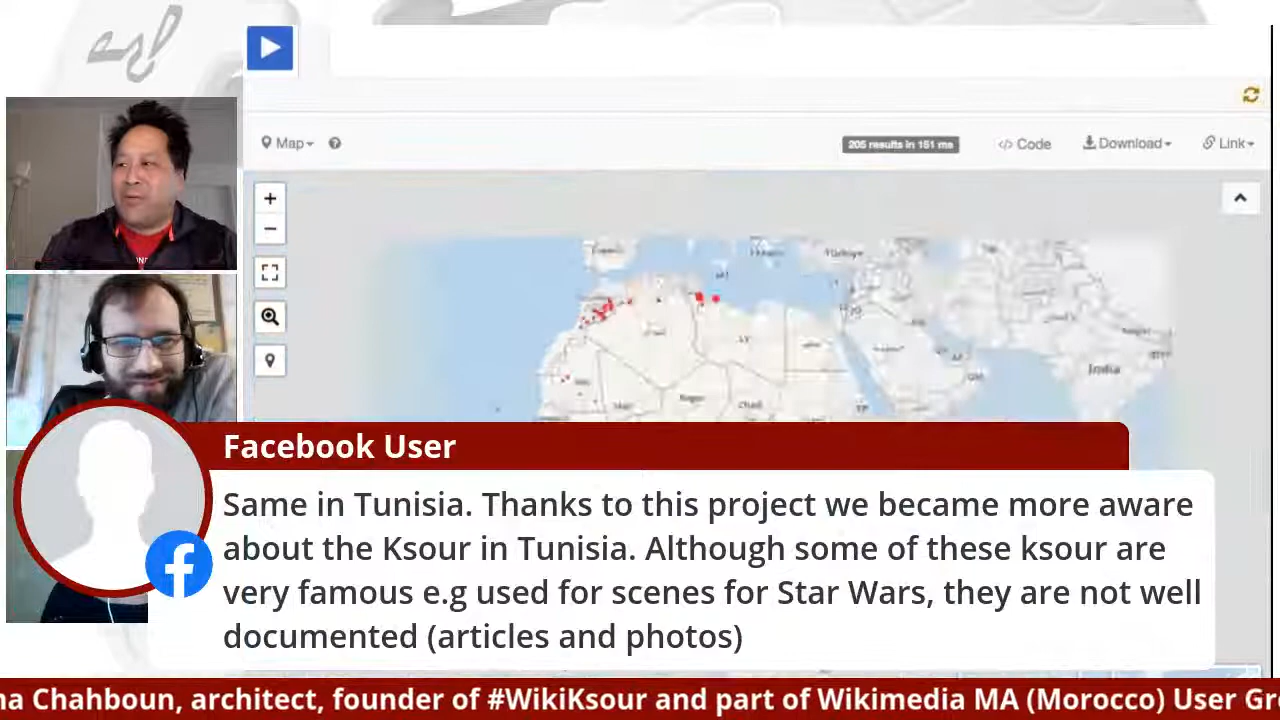 Map
205 results in 151 ms
</> Code
Download
Link
+
−
India
Facebook User
Same in Tunisia. Thanks to this project we became more aware
about the Ksour in Tunisia. Although some of these ksour are
very famous e.g used for scenes for Star Wars, they are not well
documented (articles and photos)
na Chahboun, architect, founder of #WikiKsour and part of Wikimedia MA (Morocco) User Gr